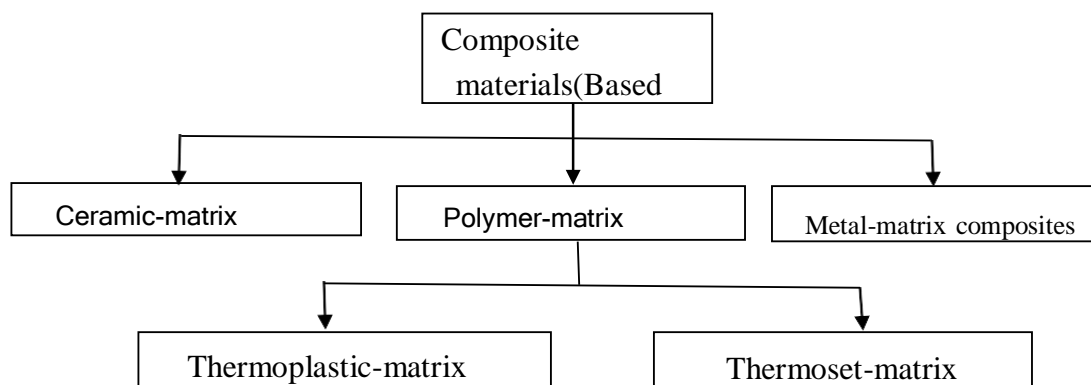 Composite
materials(Based
Ceramic-matrix
Polymer-matrix
Metal-matrix composites
Thermoplastic-matrix
Thermoset-matrix